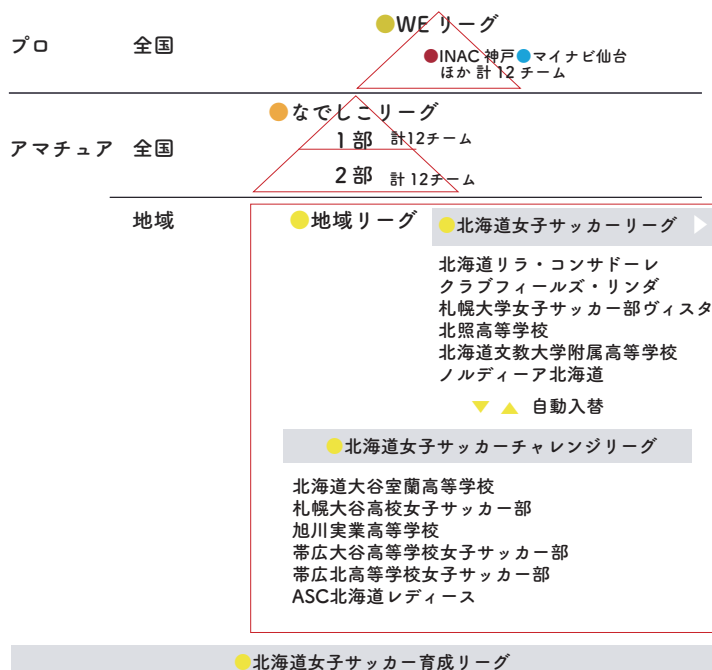 WE リーグ
プロ 全国
INAC 神戸 マイナビ仙台
ほか 計 12 チーム
なでしこリーグ
1 部 計12チーム
アマチュア 全国
2 部 計 12チーム
地域 地域リーグ 北海道女子サッカーリーグ
北海道リラ・コンサドーレ
クラブフィールズ・リンダ
札幌大学女子サッカー部ヴィスタ
北照高等学校
北海道文教大学附属高等学校
ノルディーア北海道
自動入替
北海道女子サッカーチャレンジリーグ
北海道大谷室蘭高等学校
札幌大谷高校女子サッカー部
旭川実業高等学校
帯広大谷高等学校女子サッカー部
帯広北高等学校女子サッカー部
ASC北海道レディース
北海道女子サッカー育成リーグ